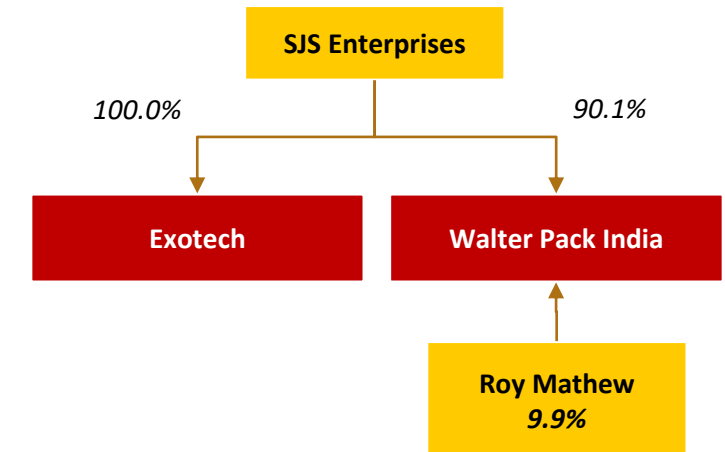 SJS Enterprises
100.0%
90.1%
Exotech
Walter Pack India
Roy Mathew
9.9%